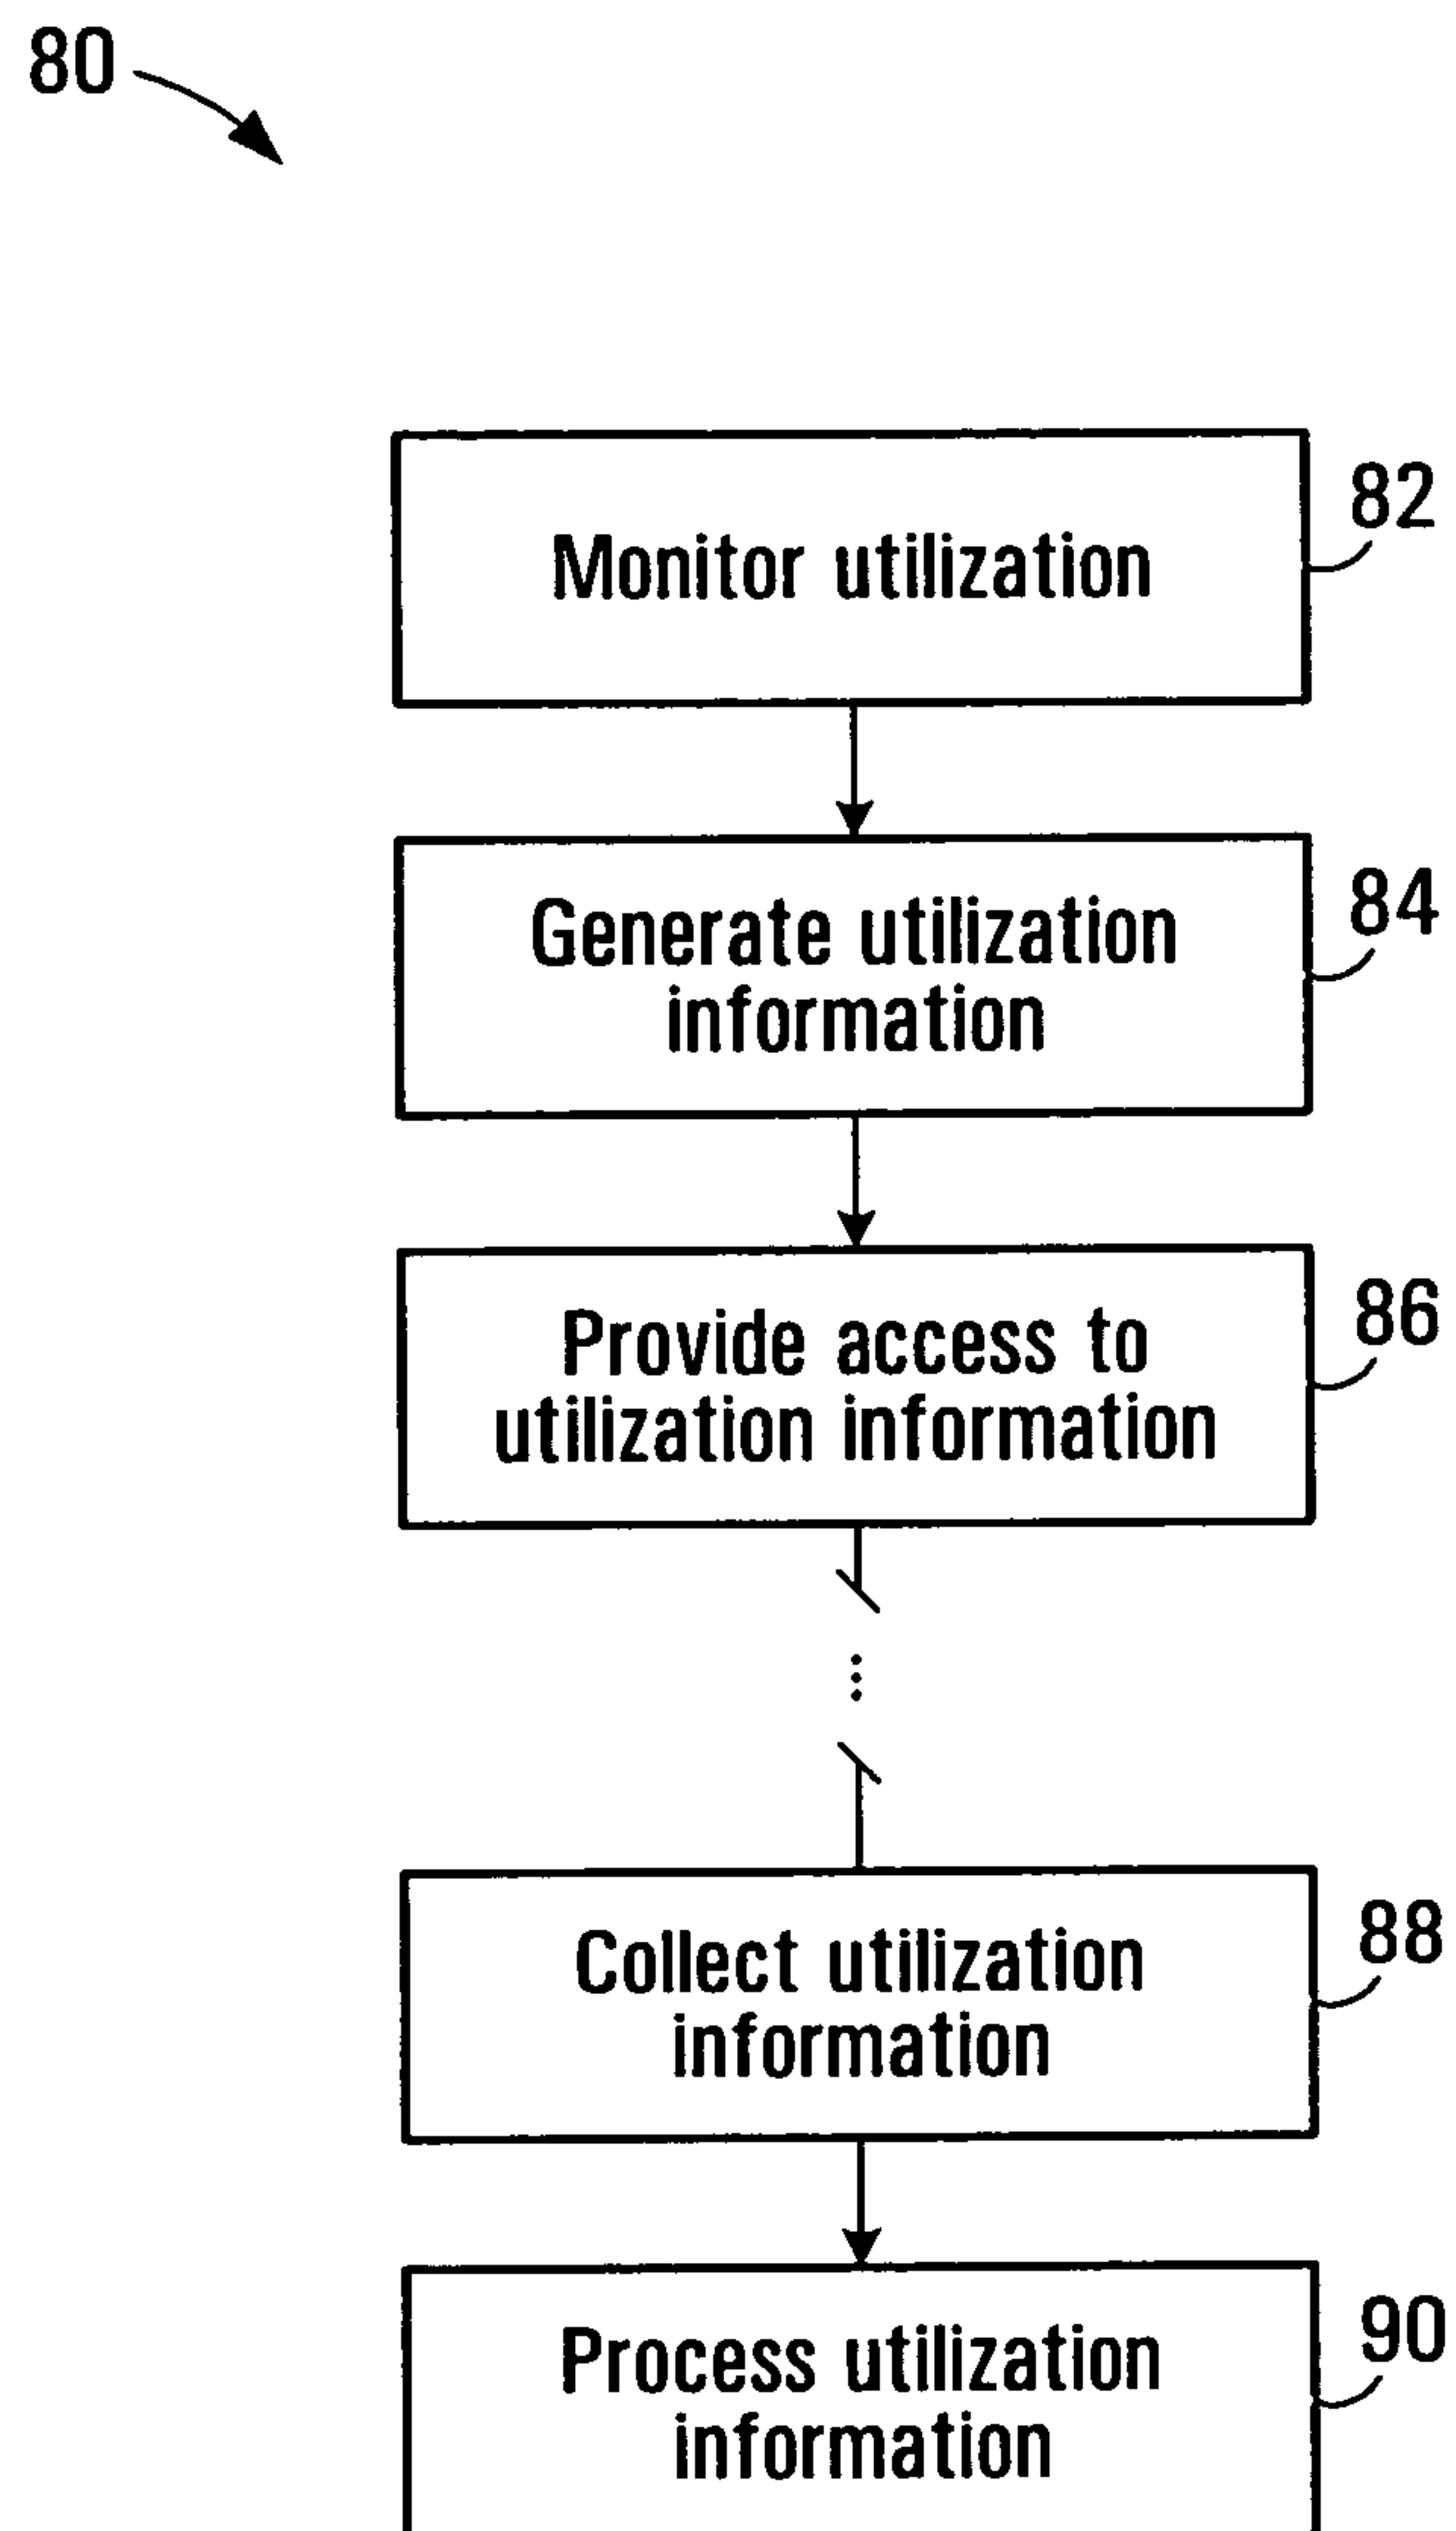 80
Monitor utilization
82
Generate utilization
information
84
Provide access to
utilization information
86
Collect utilization
information
88
Process utilization
information
90